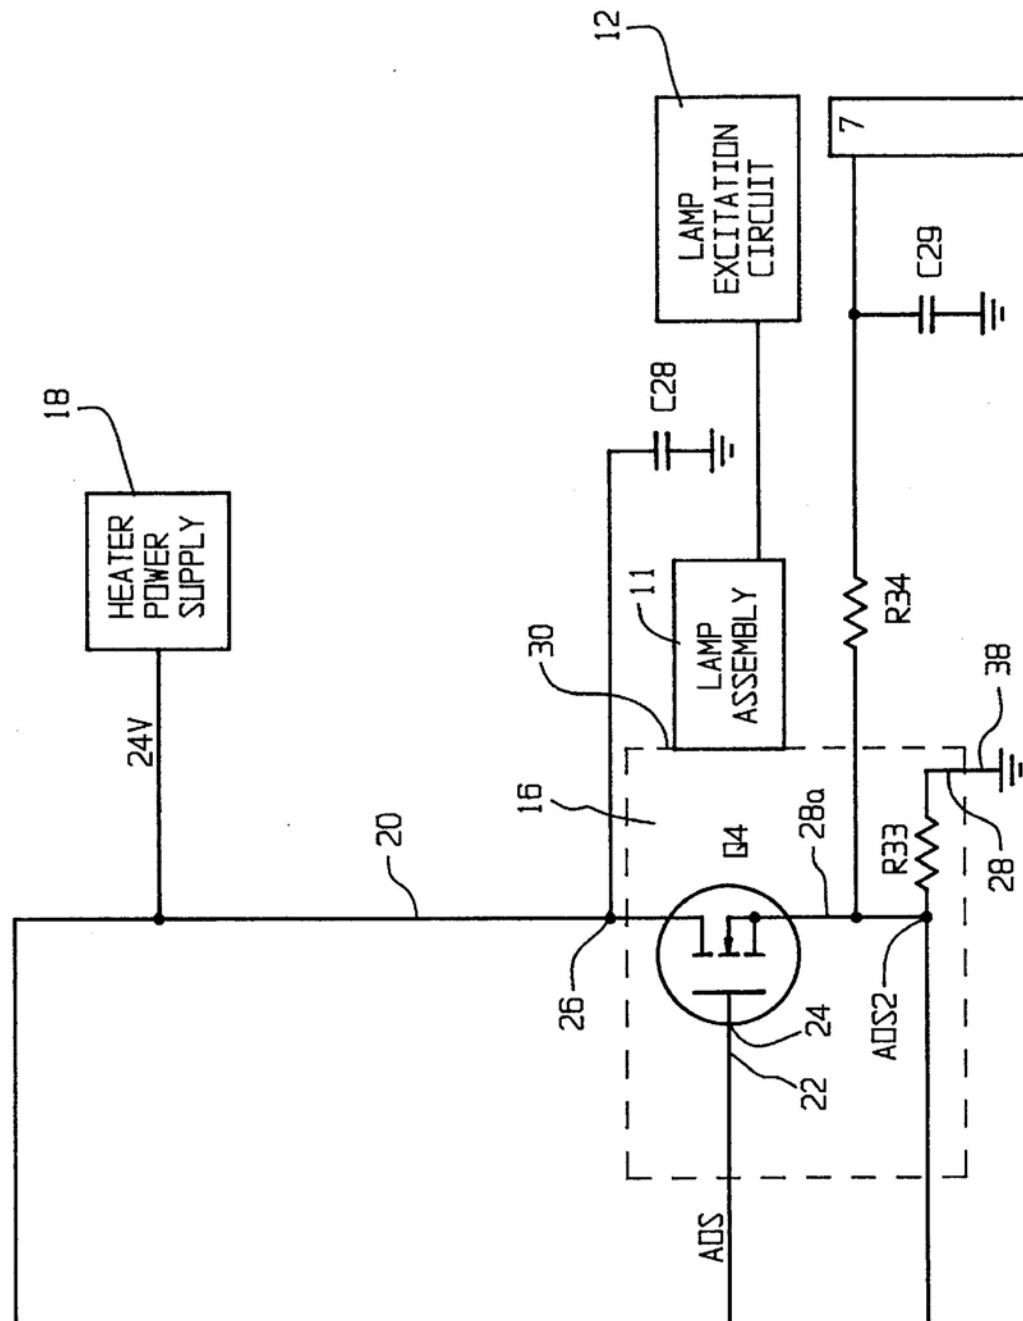 12
LAMP
EXCITATION
CIRCUIT
7
C29
18
HEATER
POWER
SUPPLY
24V
C28
11
LAMP
ASSEMBLY
30
R34
16
38
28
R33
20
Q4
28a
26
24
22
AOS2
AOS